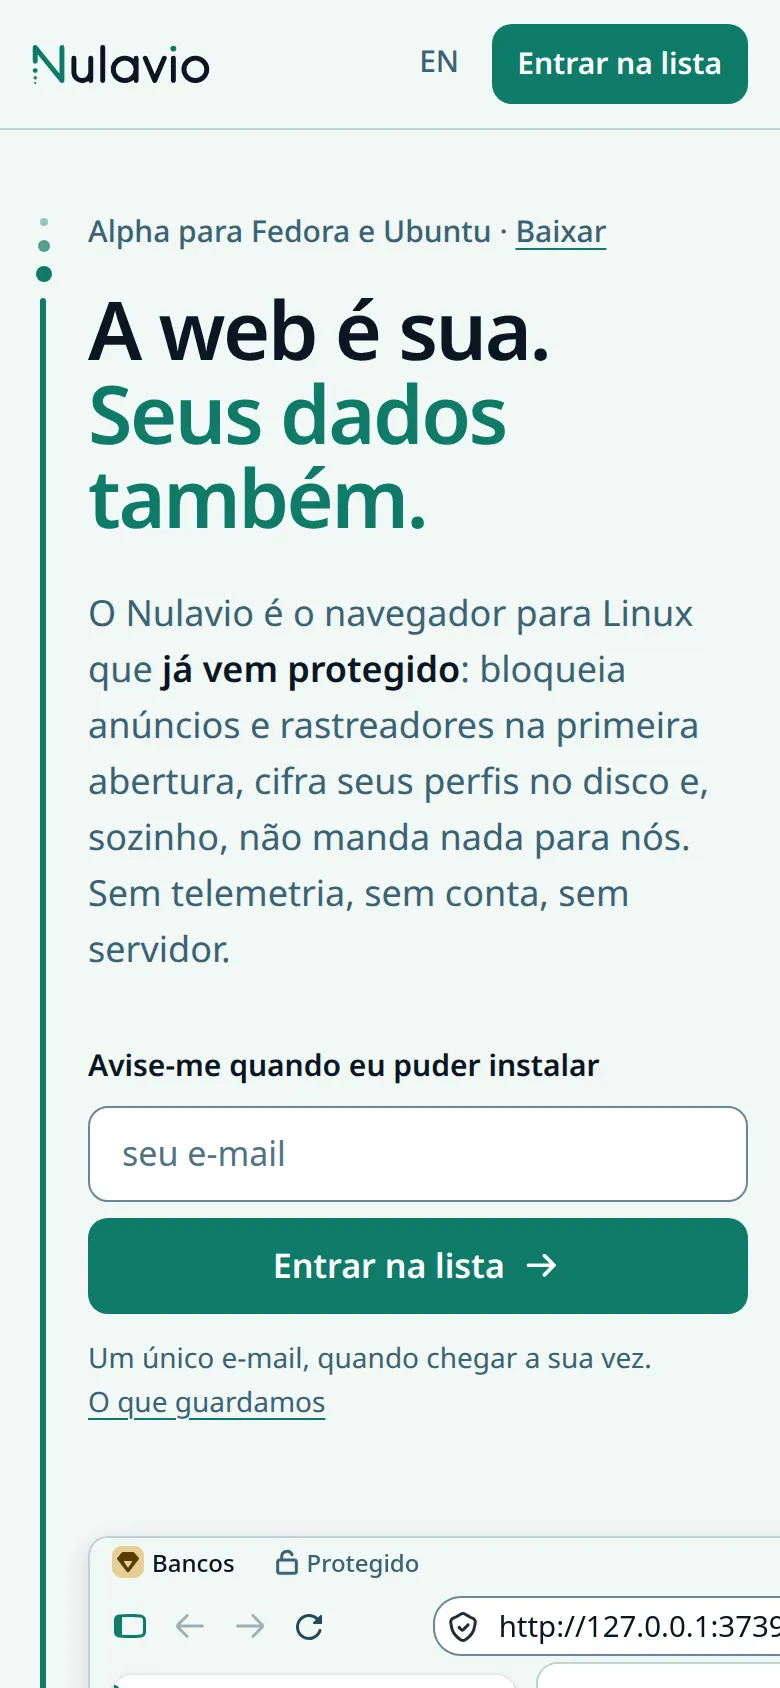 Nulavio
EN
Entrar na lista
Alpha para Fedora e Ubuntu · Baixar
A web é sua.
Seus dados
também.
O Nulavio é o navegador para Linux
que já vem protegido: bloqueia
anúncios e rastreadores na primeira
abertura, cifra seus perfis no disco e,
sozinho, não manda nada para nós.
Sem telemetria, sem conta, sem
servidor.
Avise-me quando eu puder instalar
seu e-mail
Entrar na lista →
Um único e-mail, quando chegar a sua vez.
O que guardamos
Bancos
Protegido
http://127.0.0.1:3739